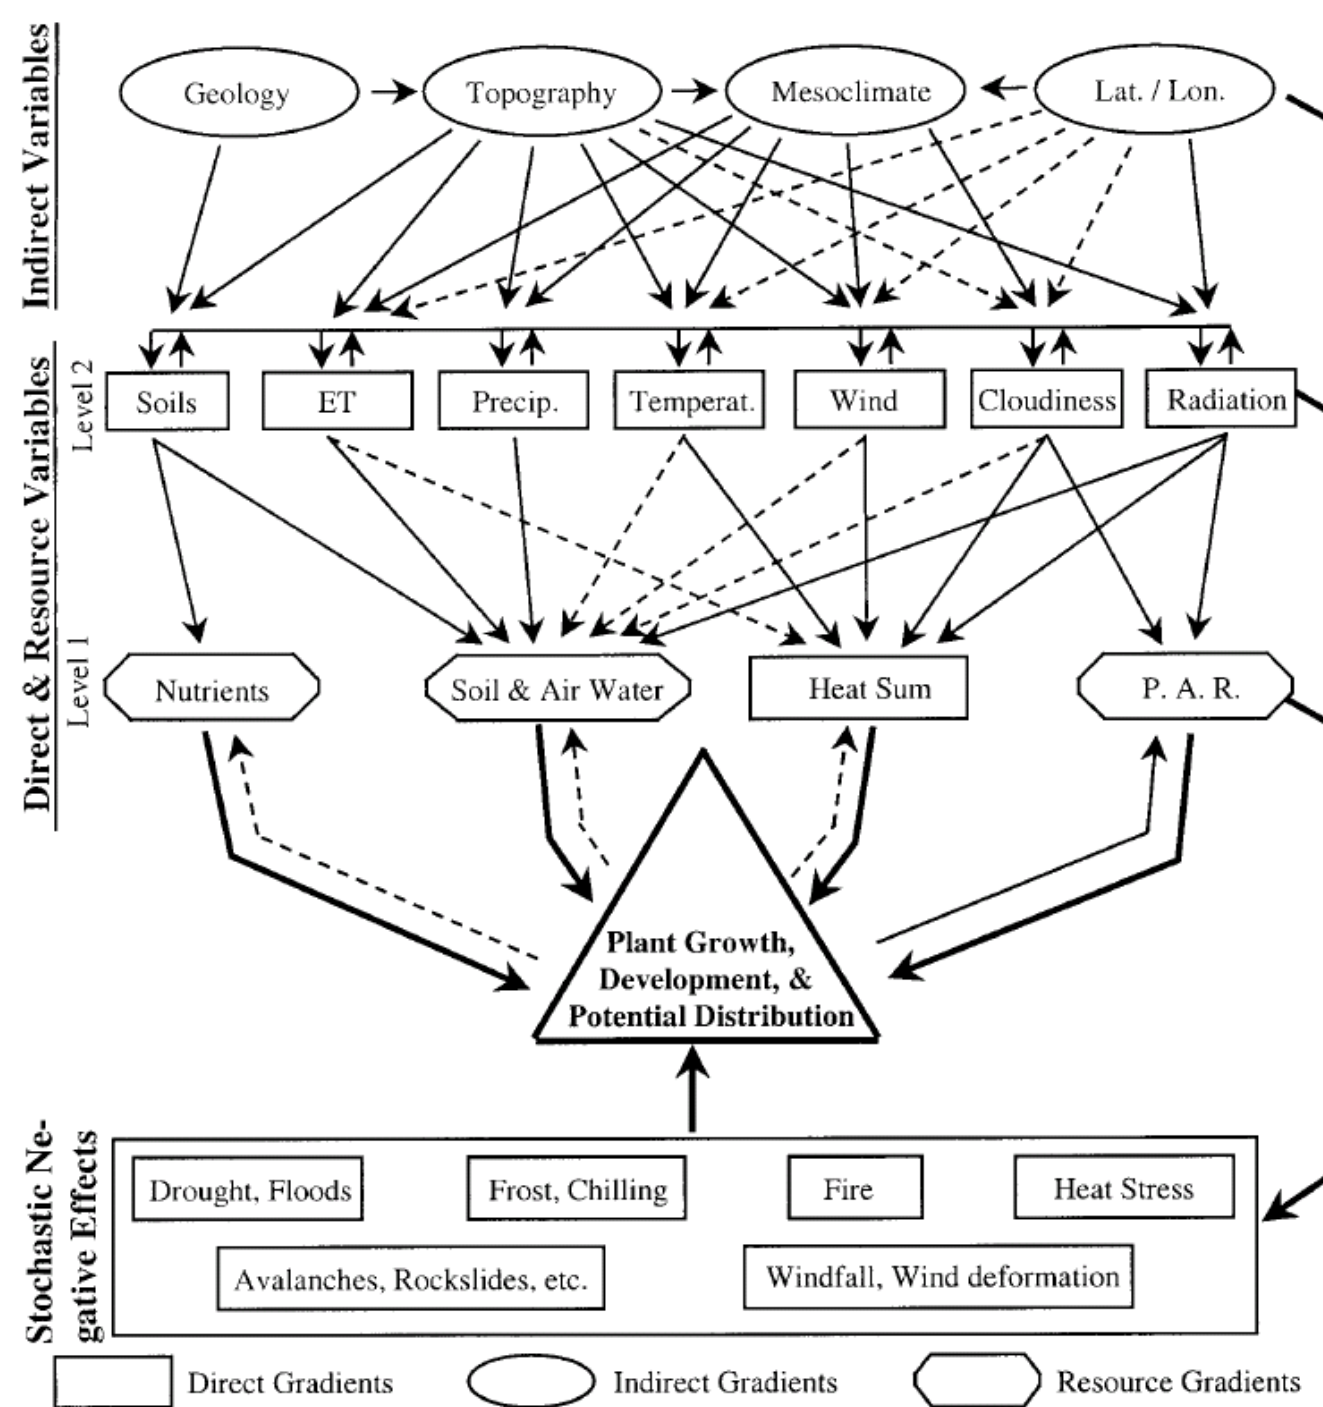 Indirect Variables
Geology
Topography
Mesoclimate
Lat. / Lon.
Direct & Resource Variables
Level 2
Soils
ET
Precip.
Temperat.
Wind
Cloudiness
Radiation
Level 1
Nutrients
Soil & Air Water
Heat Sum
P. A. R.
Plant Growth,
Development, &
Potential Distribution
Stochastic Ne-
gative Effects
Drought, Floods
Frost, Chilling
Fire
Heat Stress
Avalanches, Rockslides, etc.
Windfall, Wind deformation
Direct Gradients
Indirect Gradients
Resource Gradients